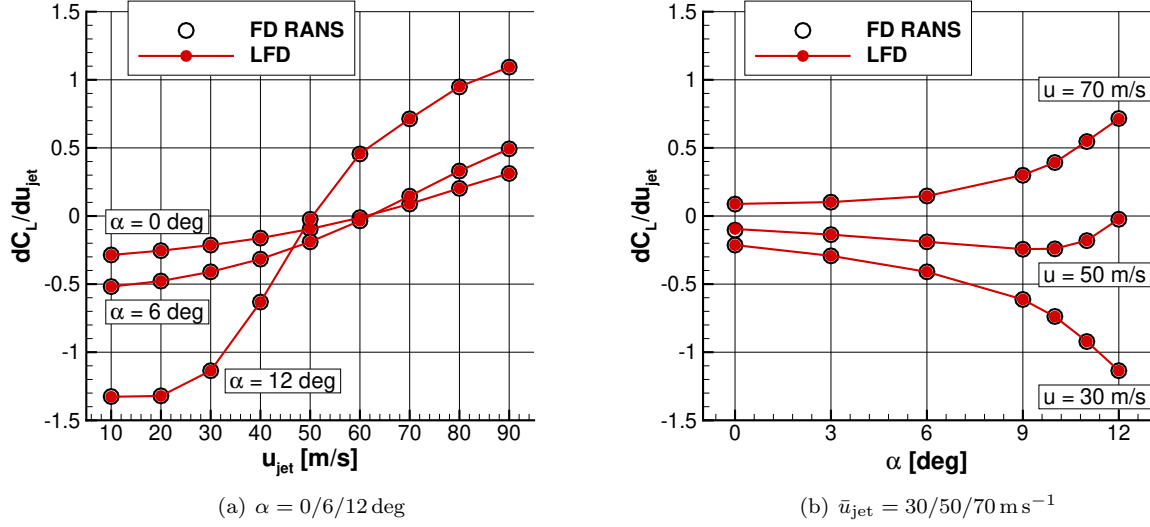 FD RANS
LFD
dC_L/du_jet
1.5
1
0.5
0
-0.5
-1
-1.5
α = 0 deg
α = 6 deg
α = 12 deg
10 20 30 40 50 60 70 80 90
u_jet [m/s]
(a) α = 0/6/12 deg
FD RANS
LFD
dC_L/du_jet
1.5
1
0.5
0
-0.5
-1
-1.5
u = 70 m/s
u = 50 m/s
u = 30 m/s
0 3 6 9 12
α [deg]
(b) ū_jet = 30/50/70 m s⁻¹